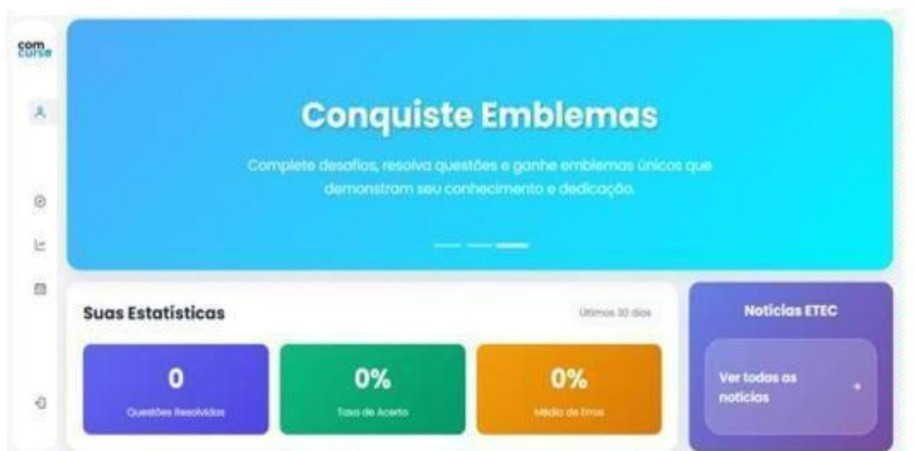 com
curso
Conquiste Emblemas
Complete desafios, resolva questões e ganhe emblemas únicos que
demonstram seu conhecimento e dedicação.
Suas Estatísticas
Últimos 30 dias
0
Questões Resolvidas
0%
Taxa de Acerto
0%
Média de Erros
Notícias ETEC
Ver todas as
notícias